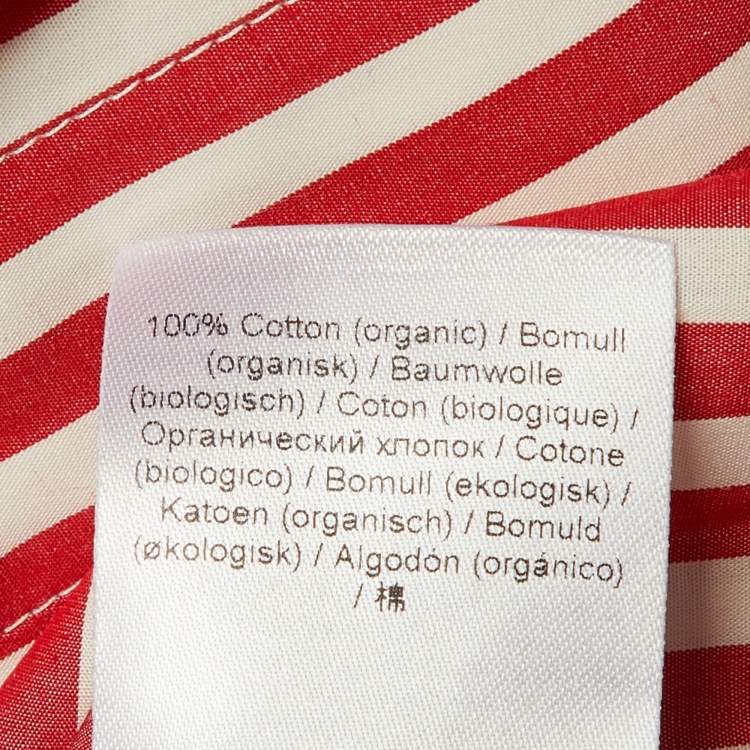 100% Cotton (organic) / Bomull
(organisk) / Baumwolle
(biologisch) / Coton (biologique) /
Органический хлопок / Cotone
(biologico) / Bomull (ekologisk) /
Katoen (organisch) / Bomuld
(økologisk) / Algodón (orgánico)
/ 棉